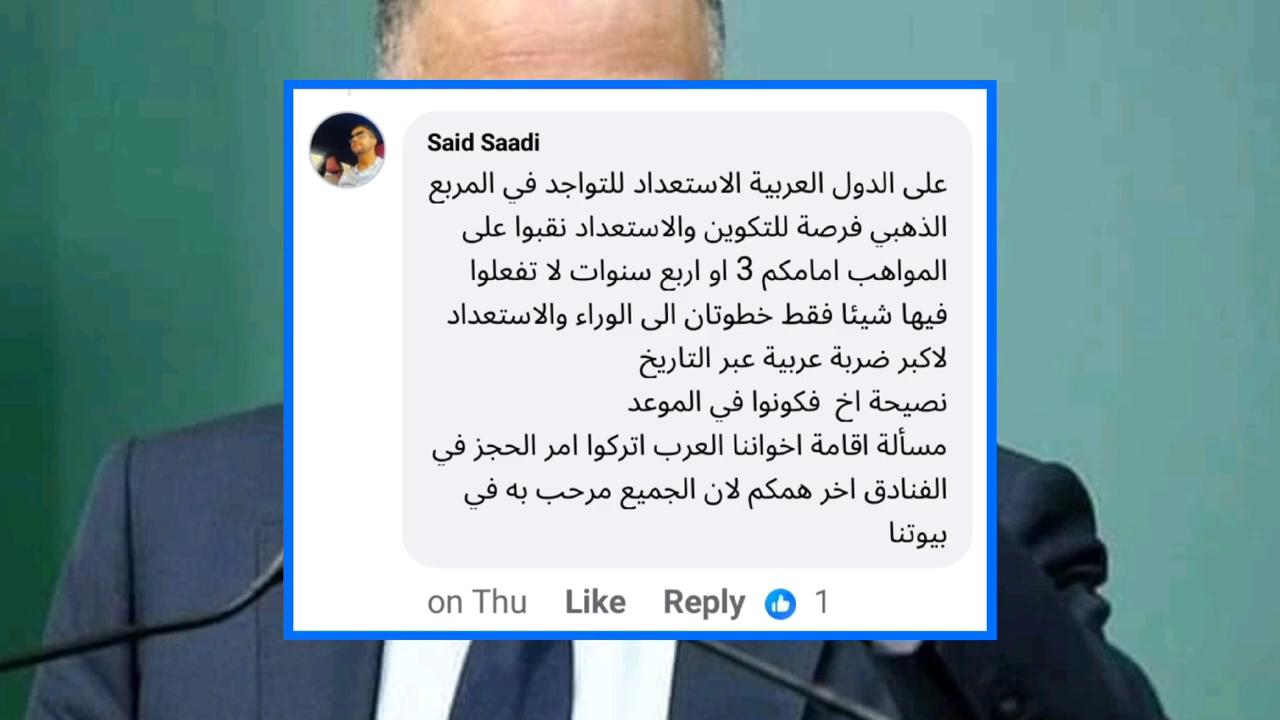 Said Saadi
على الدول العربية الاستعداد للتواجد في المربع
الذهبي فرصة للتكوين والاستعداد نقبوا على
المواهب امامكم 3 او اربع سنوات لا تفعلوا
فيها شيئا فقط خطوتان الى الوراء والاستعداد
لاكبر ضربة عربية عبر التاريخ
نصيحة اخ فكونوا في الموعد
مسألة اقامة اخواننا العرب اتركوا امر الحجز في
الفنادق اخر همكم لان الجميع مرحب به في
بيوتنا
on Thu Like Reply 1